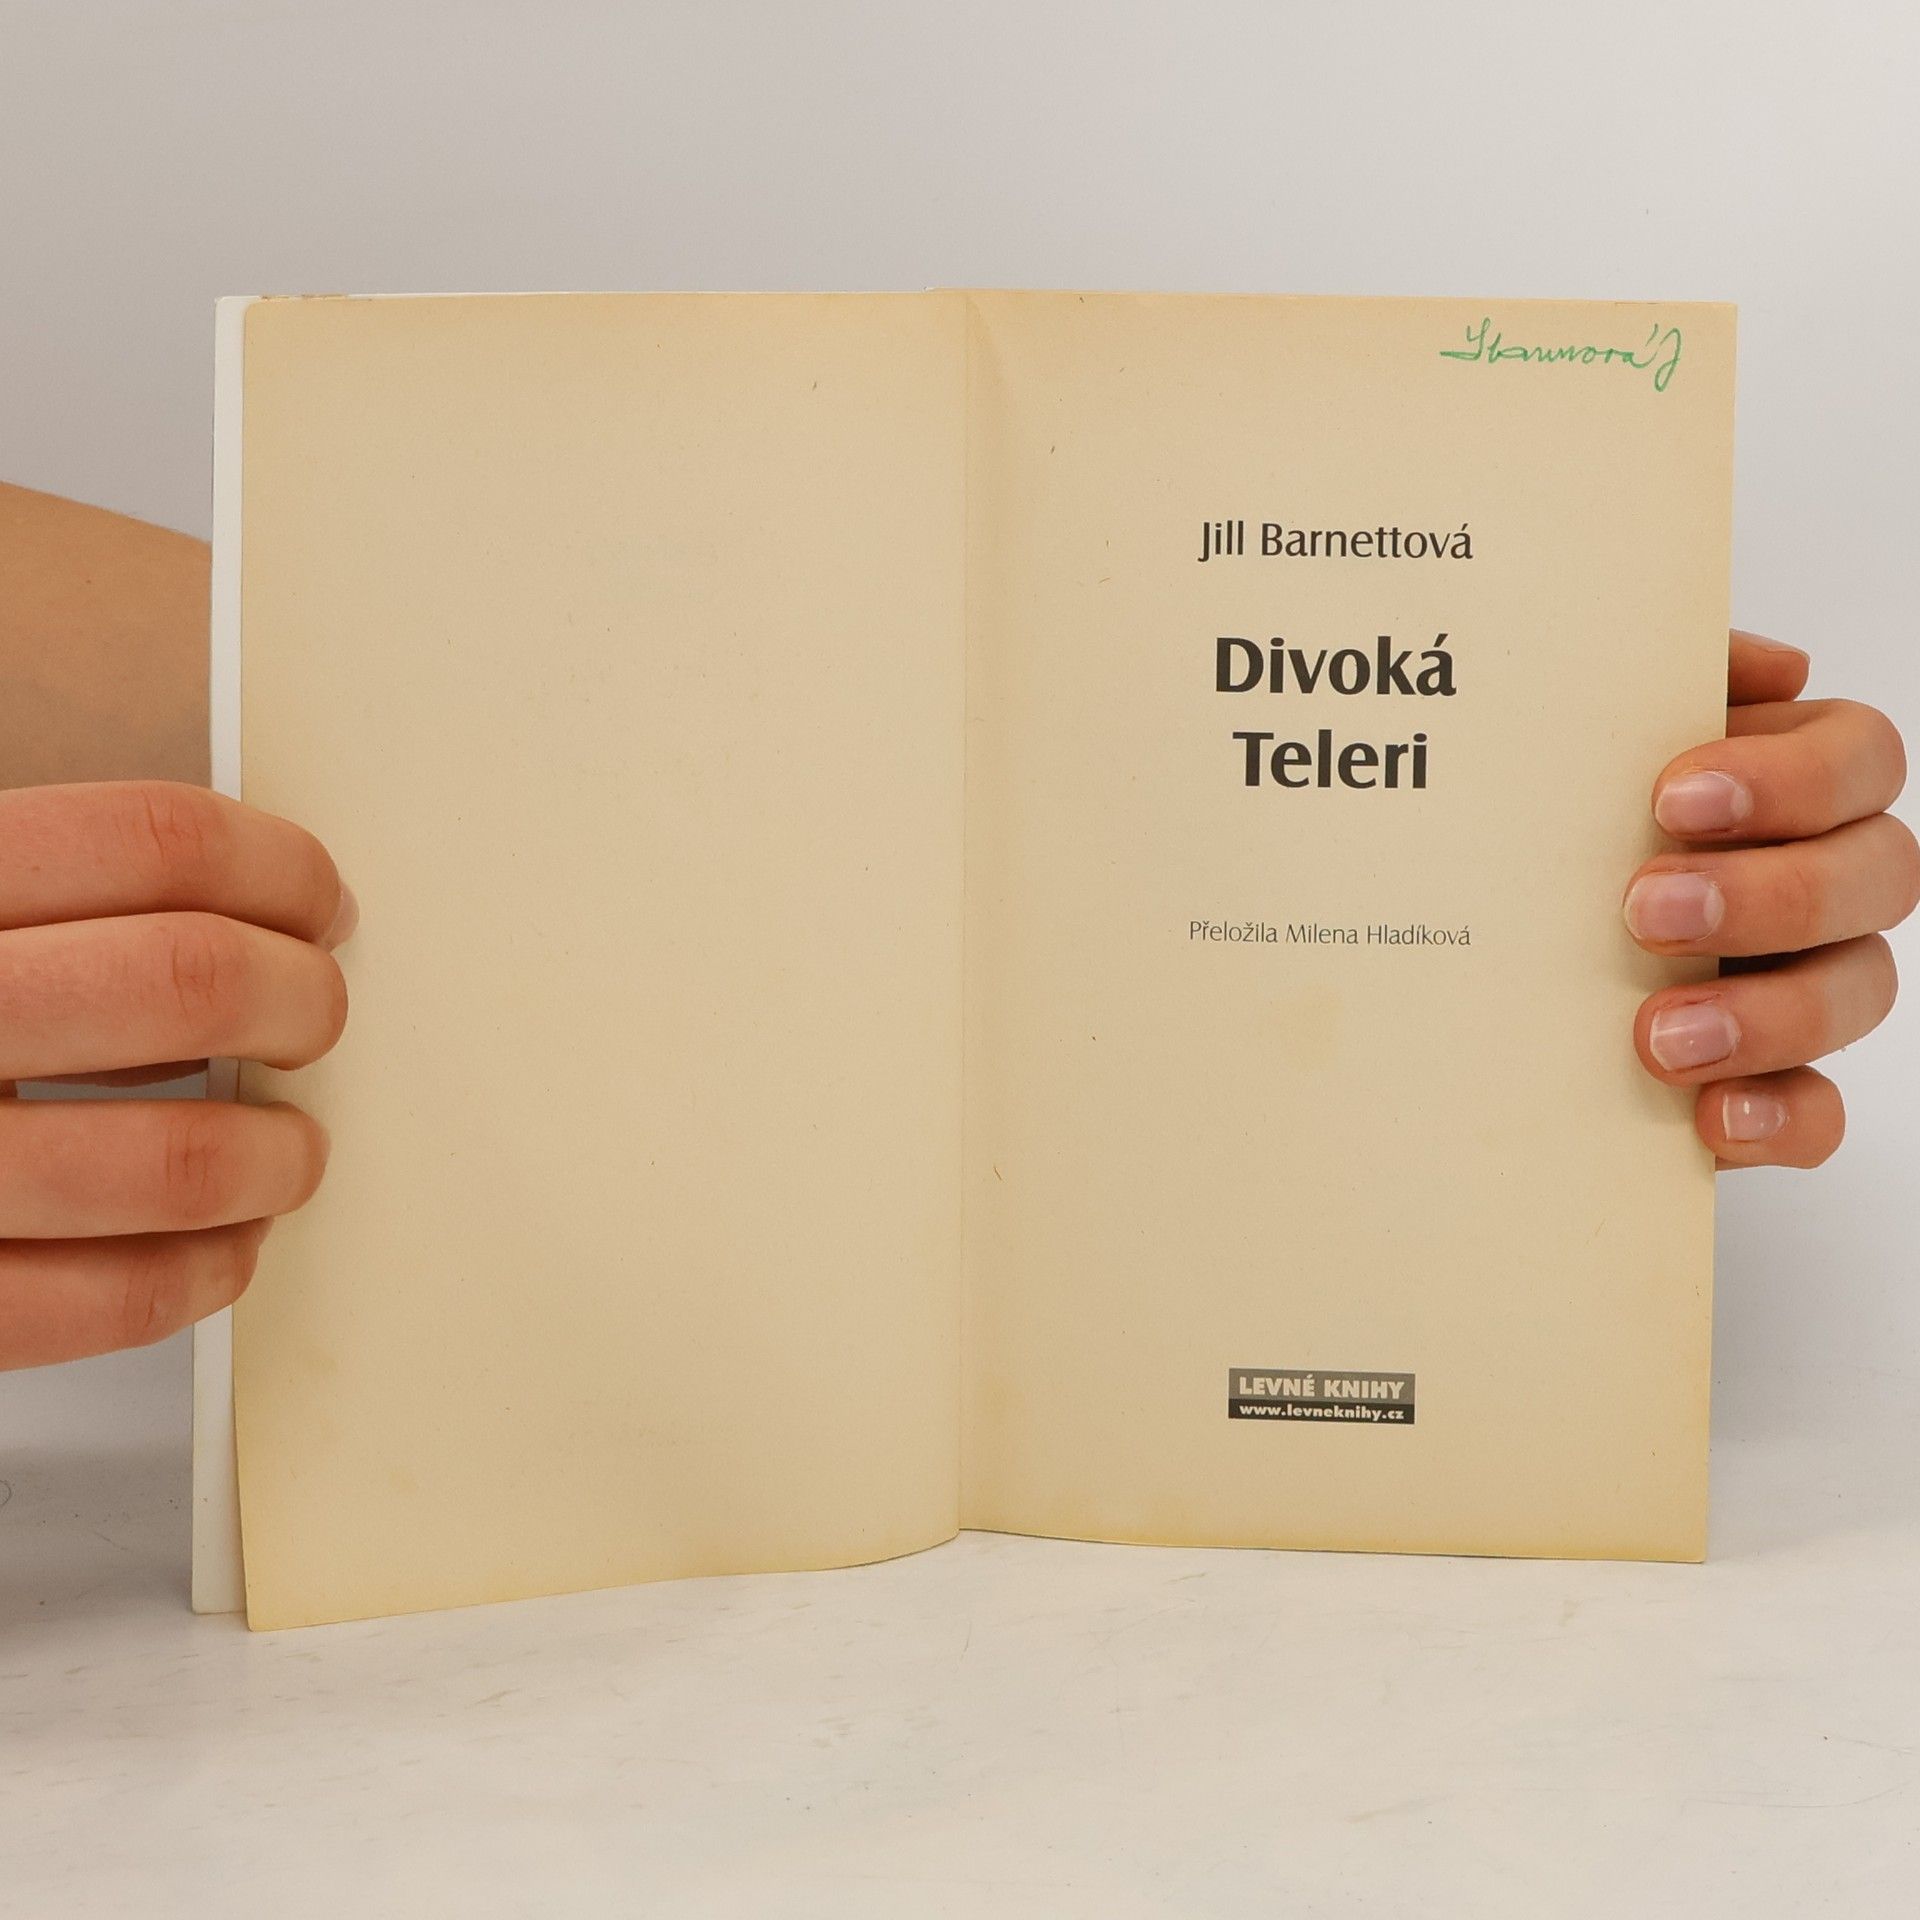 Jill Barnettová
Divoká
Teleri
Přeložila Milena Hladíková
LEVNÉ KNIHY
www.levneknihy.cz